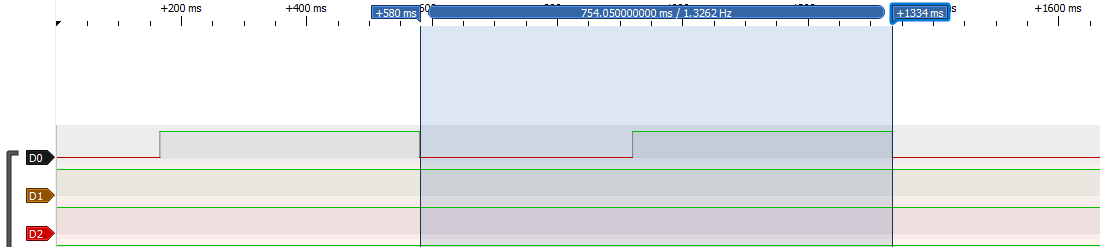 +200 ms +400 ms +580 ms 754.050000000 ms / 1.3262 Hz +1334 ms +1600 ms
D0
D1
D2